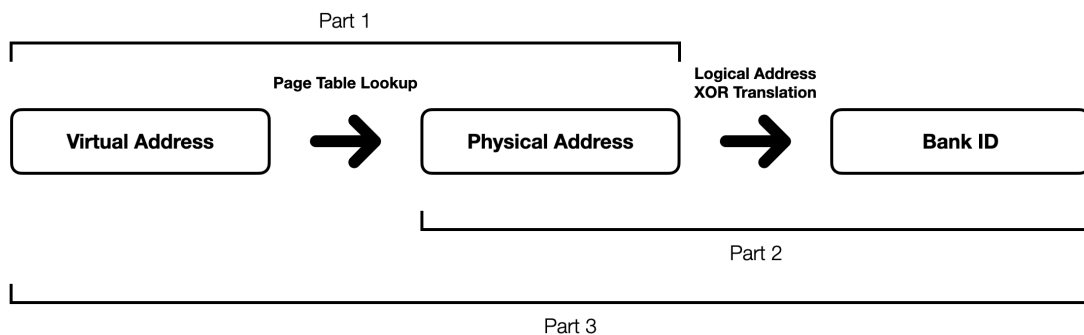 Part 1
Page Table Lookup
Logical Address
XOR Translation
Virtual Address
Physical Address
Bank ID
Part 2
Part 3